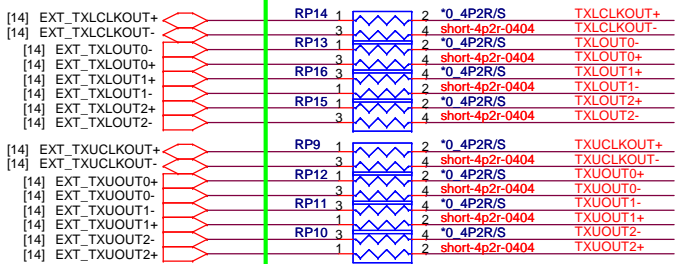 [14] EXT_TXLCLKOUT+ RP14 1 2 *0_4P2R/S TXLCLKOUT+
[14] EXT_TXLCLKOUT- 3 4 short-4p2r-0404 TXLCLKOUT-
[14] EXT_TXLOUT0- RP13 1 2 *0_4P2R/S TXLOUT0-
[14] EXT_TXLOUT0+ 3 4 short-4p2r-0404 TXLOUT0+
[14] EXT_TXLOUT1+ RP16 3 4 *0_4P2R/S TXLOUT1+
[14] EXT_TXLOUT1- 1 2 short-4p2r-0404 TXLOUT1-
[14] EXT_TXLOUT2+ RP15 1 2 *0_4P2R/S TXLOUT2+
[14] EXT_TXLOUT2- 3 4 short-4p2r-0404 TXLOUT2-
[14] EXT_TXUCLKOUT+ RP9 1 2 *0_4P2R/S TXUCLKOUT+
[14] EXT_TXUCLKOUT- 3 4 short-4p2r-0404 TXUCLKOUT-
[14] EXT_TXUOUT0+ RP12 1 2 *0_4P2R/S TXUOUT0+
[14] EXT_TXUOUT0- 3 4 short-4p2r-0404 TXUOUT0-
[14] EXT_TXUOUT1- RP11 3 4 *0_4P2R/S TXUOUT1-
[14] EXT_TXUOUT1+ 1 2 short-4p2r-0404 TXUOUT1+
[14] EXT_TXUOUT2- RP10 3 4 *0_4P2R/S TXUOUT2-
[14] EXT_TXUOUT2+ 1 2 short-4p2r-0404 TXUOUT2+